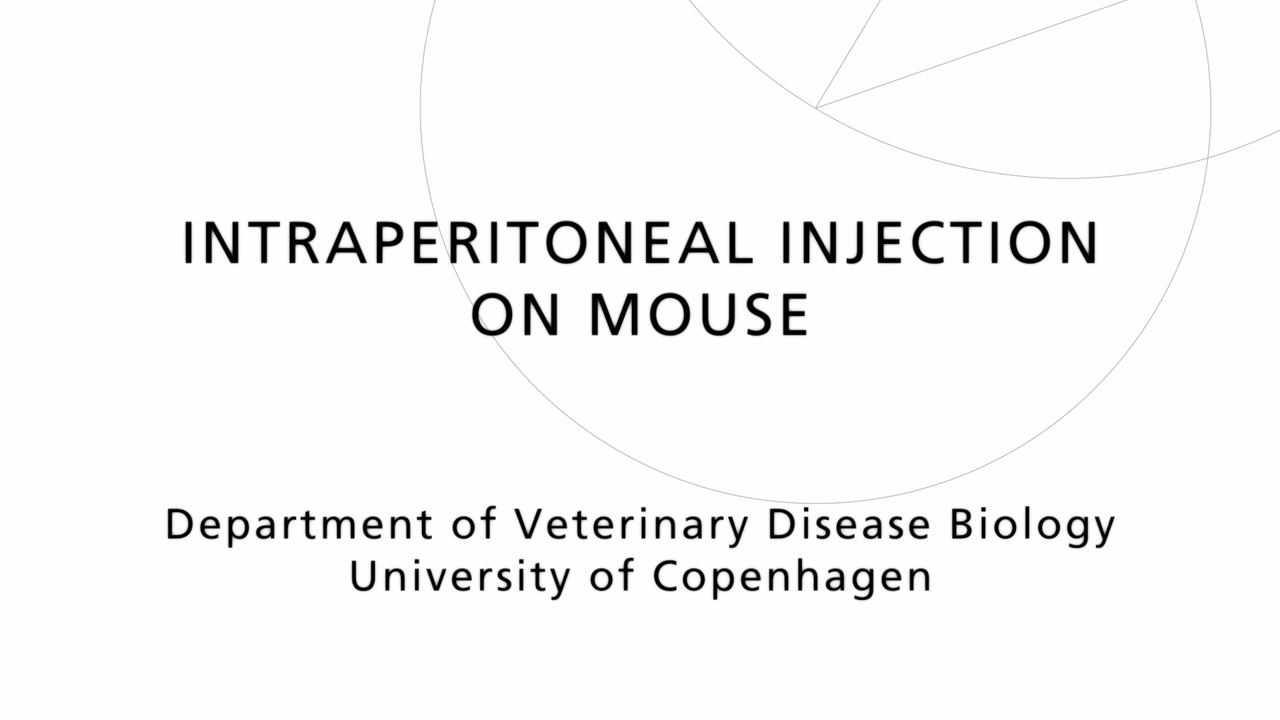 INTRAPERITONEAL INJECTION
ON MOUSE
Department of Veterinary Disease Biology
University of Copenhagen